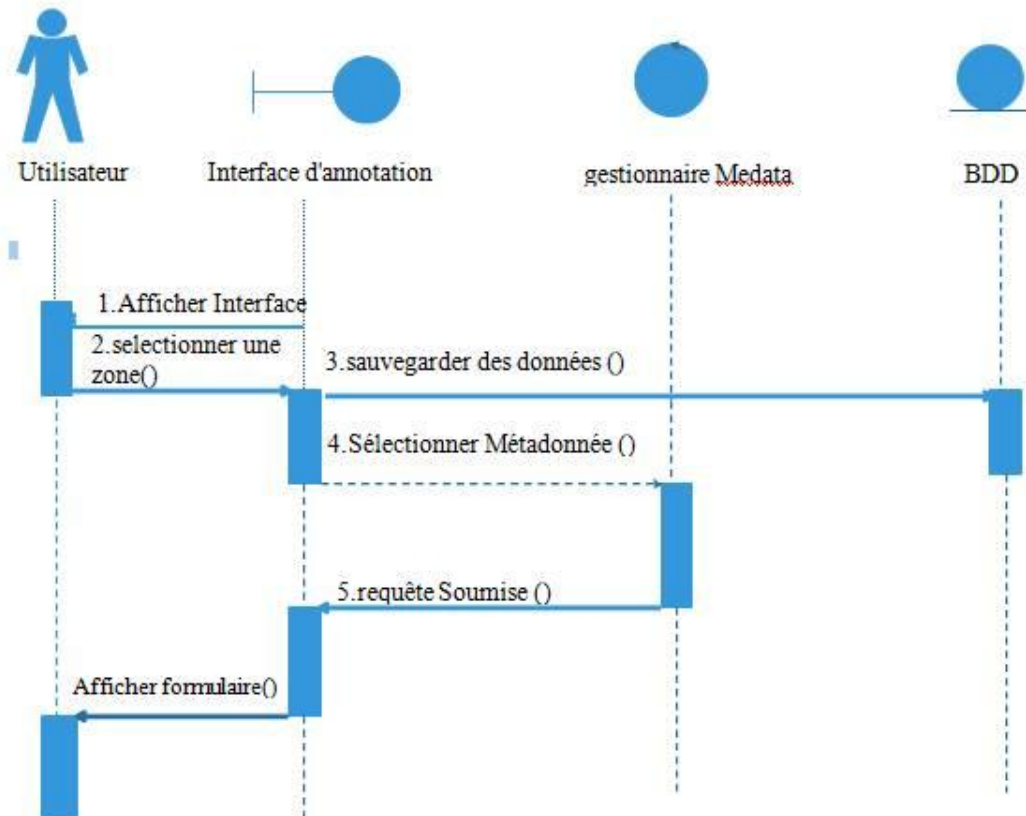 Utilisateur
Interface d'annotation
gestionnaire Medata
BDD
1.Afficher Interface
2.selectionner une
zone()
3.sauvegarder des données ()
4.Sélectionner Métadonnée ()
5.requête Soumise ()
Afficher formulaire()